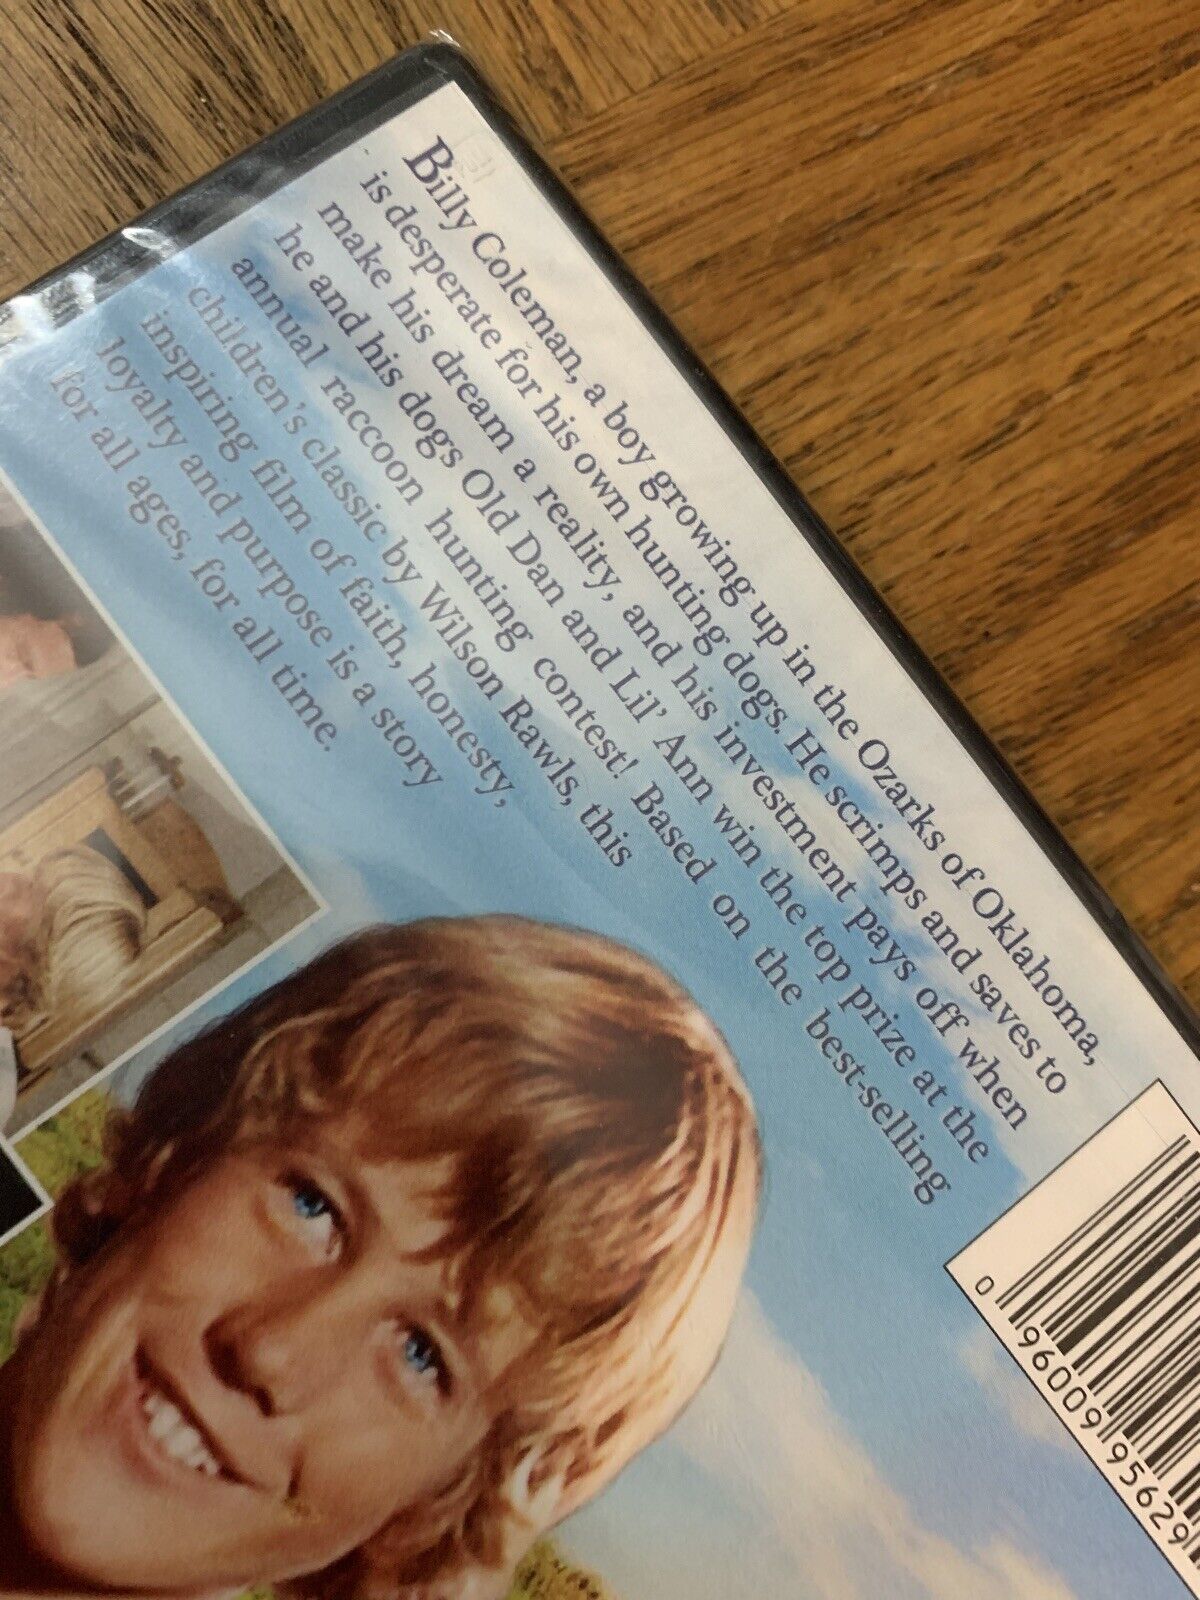 Billy Coleman, a boy growing up in the Ozarks of Oklahoma,
is desperate for his own hunting dogs. He scrimps and saves to
make his dream a reality, and his investment pays off when
he and his dogs Old Dan and Lil' Ann win the top prize at the
annual raccoon hunting contest! Based on the best-selling
children's classic by Wilson Rawls, this
inspiring film of faith, honesty,
loyalty and purpose is a story
for all ages, for all time.
0 96009 95629